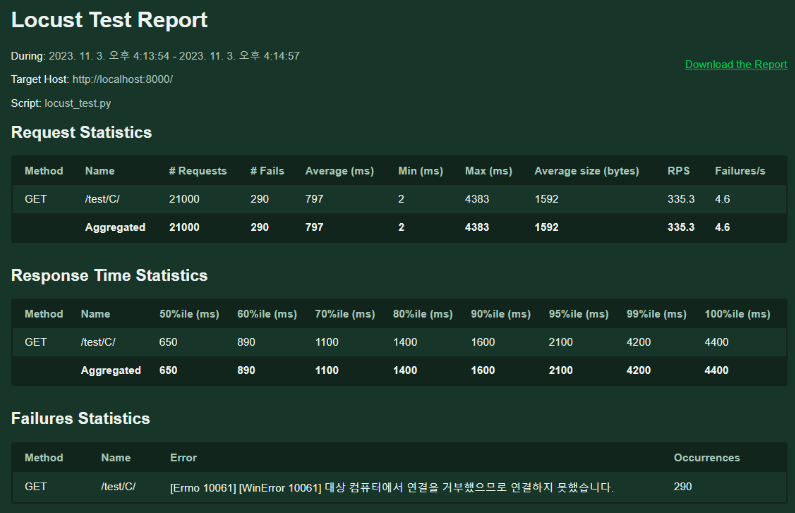 Locust Test Report
During: 2023. 11. 3. 오후 4:13:54 - 2023. 11. 3. 오후 4:14:57
Download the Report
Target Host: http://localhost:8000/
Script: locust_test.py
Request Statistics
Method Name # Requests # Fails Average (ms) Min (ms) Max (ms) Average size (bytes) RPS Failures/s
GET /test/C/ 21000 290 797 2 4383 1592 335.3 4.6
Aggregated 21000 290 797 2 4383 1592 335.3 4.6
Response Time Statistics
Method Name 50%ile (ms) 60%ile (ms) 70%ile (ms) 80%ile (ms) 90%ile (ms) 95%ile (ms) 99%ile (ms) 100%ile (ms)
GET /test/C/ 650 890 1100 1400 1600 2100 4200 4400
Aggregated 650 890 1100 1400 1600 2100 4200 4400
Failures Statistics
Method Name Error Occurrences
GET /test/C/ [Errno 10061] [WinError 10061] 대상 컴퓨터에서 연결을 거부했으므로 연결하지 못했습니다. 290